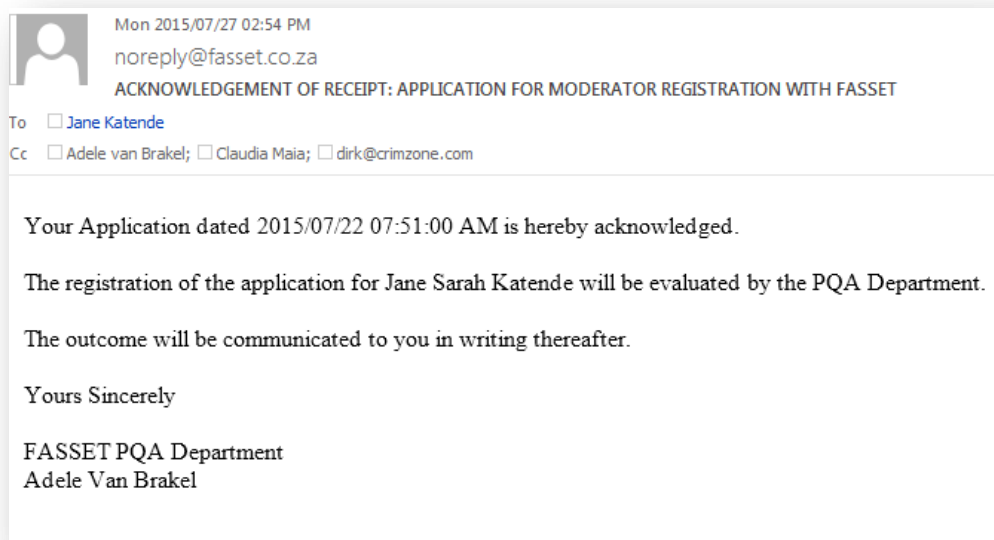 Mon 2015/07/27 02:54 PM
noreply@fasset.co.za
ACKNOWLEDGEMENT OF RECEIPT: APPLICATION FOR MODERATOR REGISTRATION WITH FASSET
To Jane Katende
Cc Adele van Brakel; Claudia Maia; dirk@crimzone.com
Your Application dated 2015/07/22 07:51:00 AM is hereby acknowledged.
The registration of the application for Jane Sarah Katende will be evaluated by the PQA Department.
The outcome will be communicated to you in writing thereafter.
Yours Sincerely
FASSET PQA Department
Adele Van Brakel